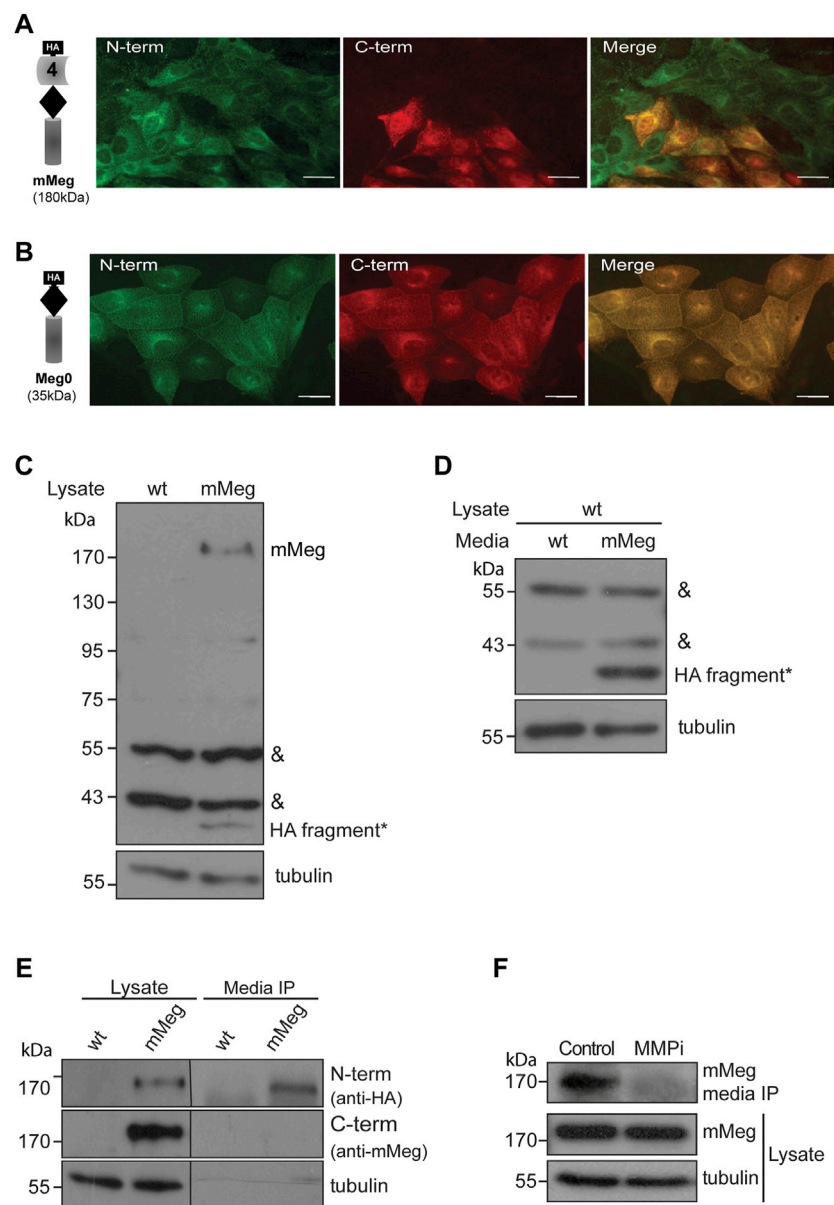 A
HA
4
mMeg
(180kDa)
N-term
C-term
Merge
B
HA
Meg0
(35kDa)
N-term
C-term
Merge
C
Lysate wt mMeg
kDa
170
130
95
75
55
43
55
mMeg
&
&
HA fragment*
tubulin
D
Lysate wt
Media wt mMeg
kDa
55
43
55
&
&
HA fragment*
tubulin
E
Lysate Media IP
wt mMeg wt mMeg
kDa
170 N-term
(anti-HA)
170 C-term
(anti-mMeg)
55 tubulin
F
Control MMPi
kDa
170 mMeg
media IP
170 mMeg
55 tubulin
Lysate